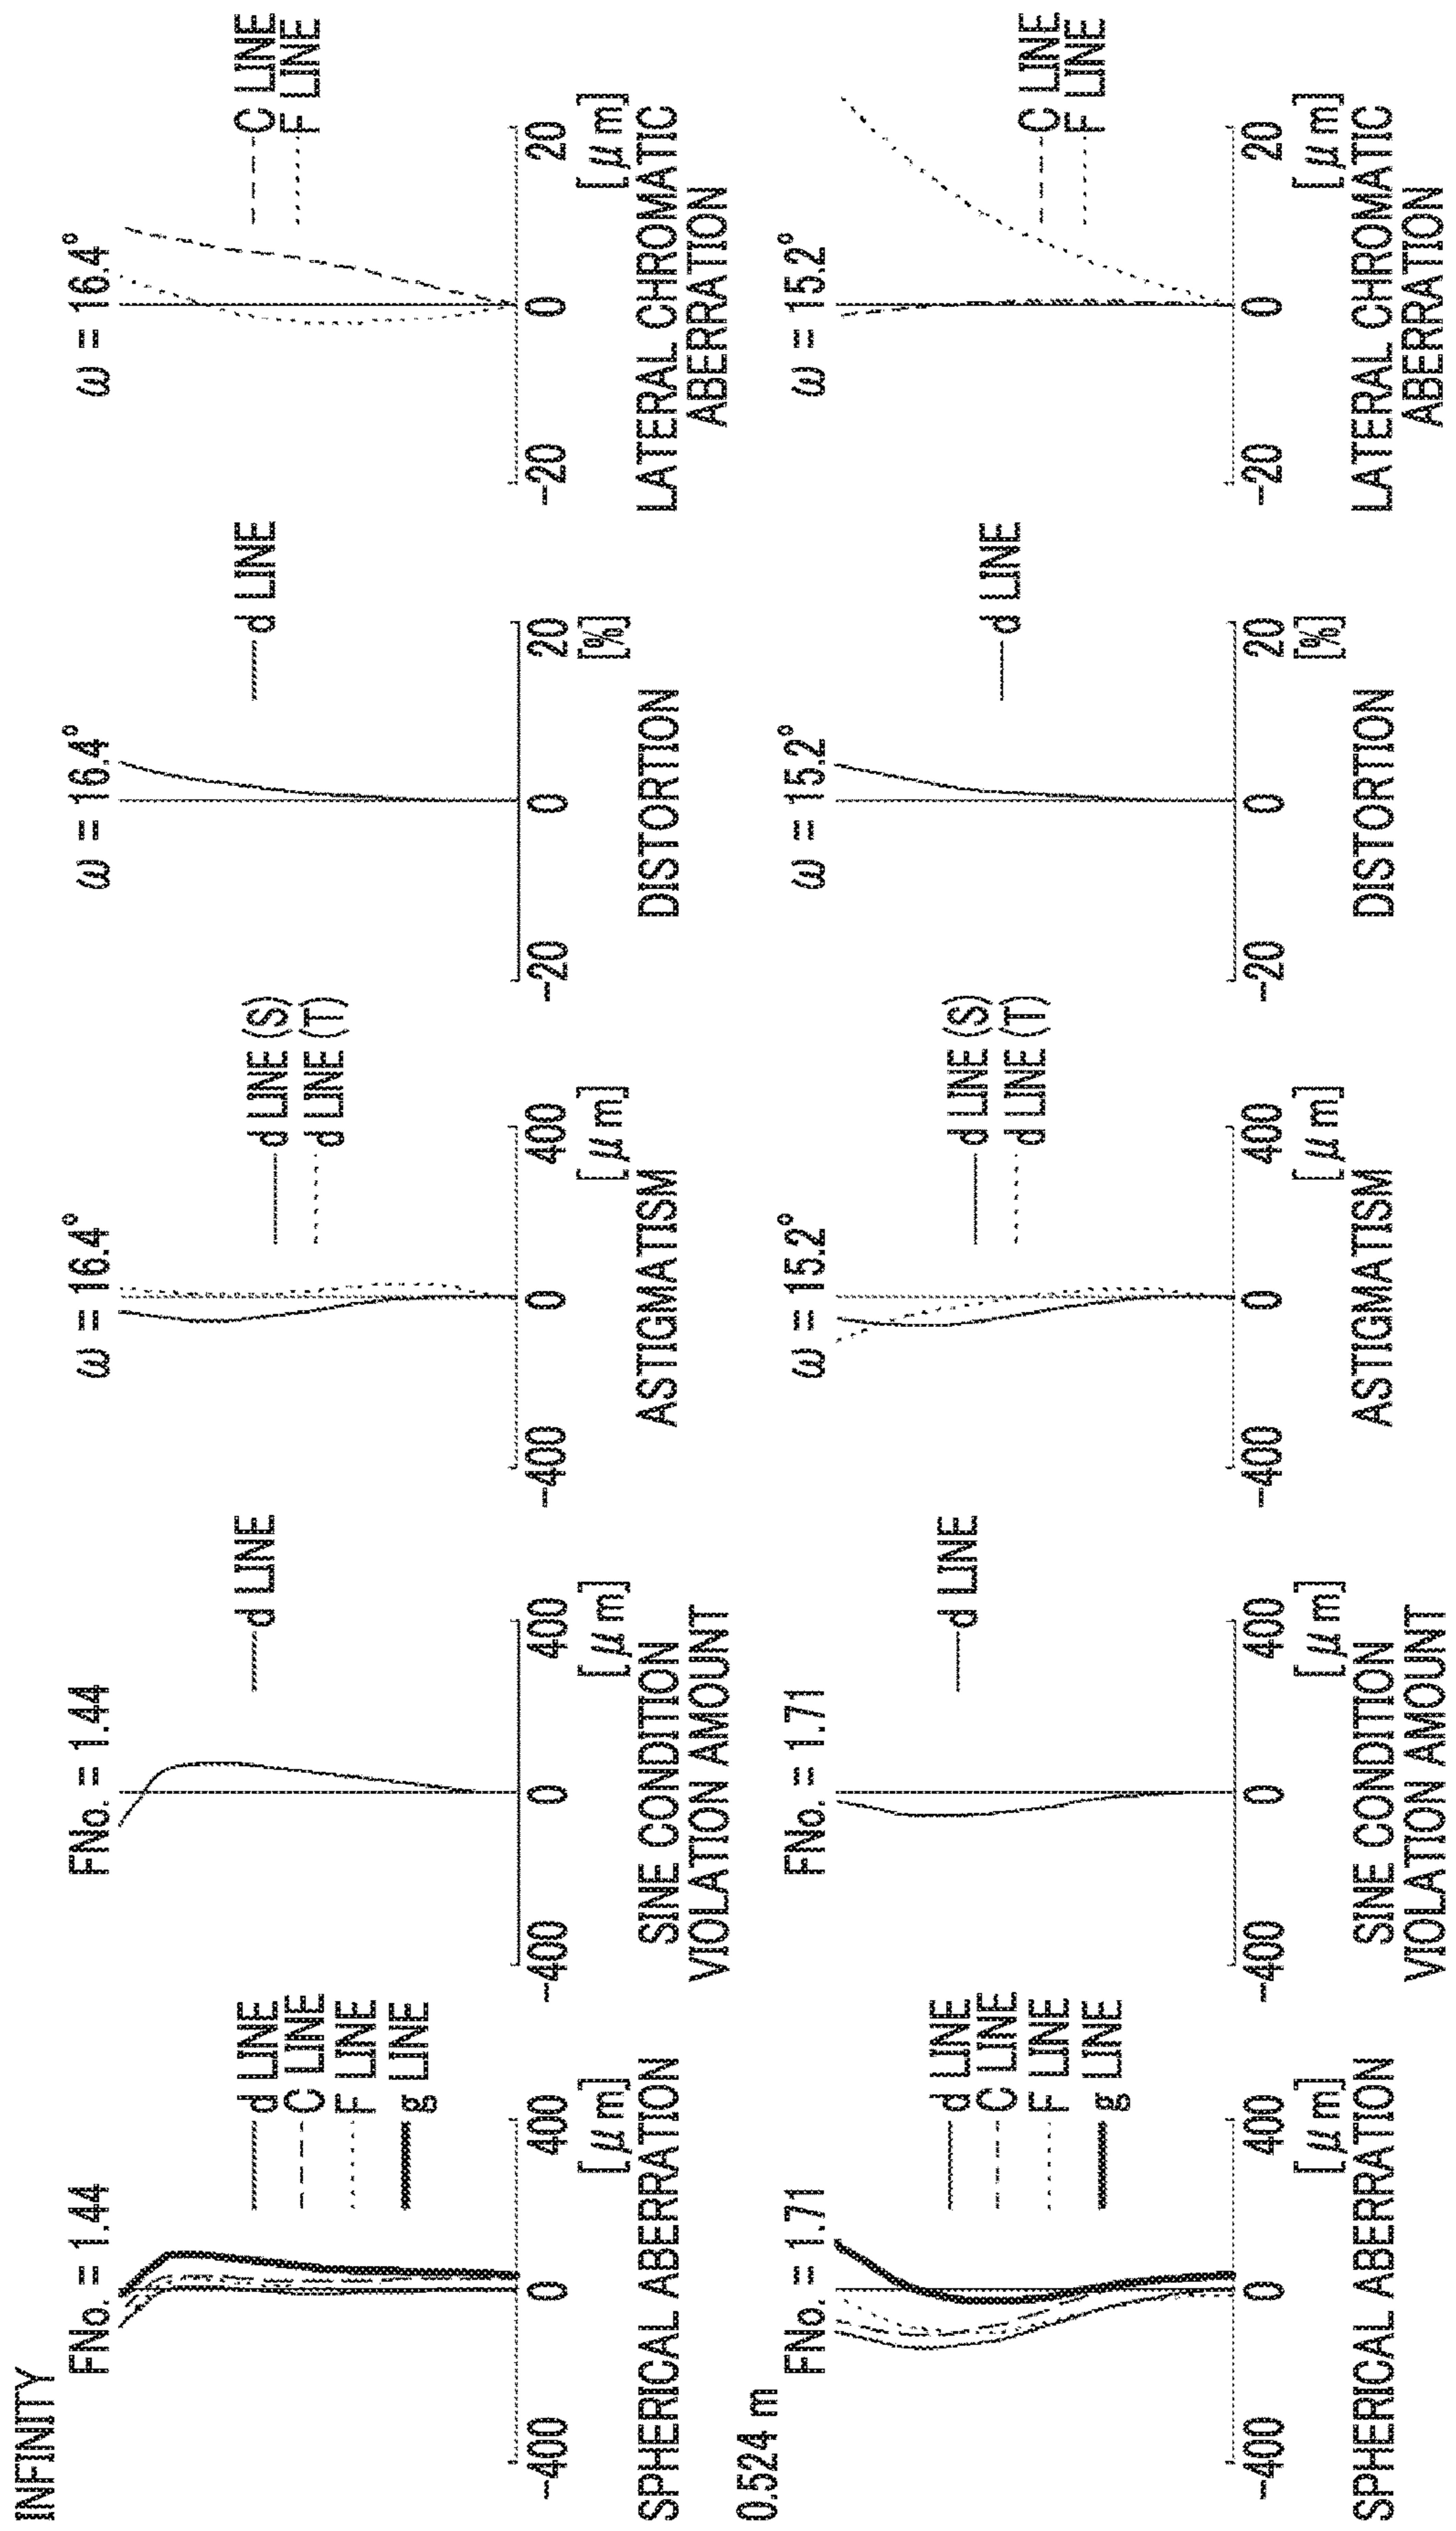 INFINITY
FNo. = 1.44
d LINE
C LINE
F LINE
g LINE
-400
0
400
[μm]
SPHERICAL ABERRATION
FNo. = 1.44
d LINE
-400
0
400
[μm]
SINE CONDITION
VIOLATION AMOUNT
ω = 16.4°
d LINE (S)
d LINE (T)
-400
0
400
[μm]
ASTIGMATISM
ω = 16.4°
d LINE
-20
0
20
[%]
DISTORTION
ω = 16.4°
C LINE
F LINE
-20
0
20
[μm]
LATERAL CHROMATIC
ABERRATION
0.524 m
FNo. = 1.71
d LINE
C LINE
F LINE
g LINE
-400
0
400
[μm]
SPHERICAL ABERRATION
FNo. = 1.71
d LINE
-400
0
400
[μm]
SINE CONDITION
VIOLATION AMOUNT
ω = 15.2°
d LINE (S)
d LINE (T)
-400
0
400
[μm]
ASTIGMATISM
ω = 15.2°
d LINE
-20
0
20
[%]
DISTORTION
ω = 15.2°
C LINE
F LINE
-20
0
20
[μm]
LATERAL CHROMATIC
ABERRATION